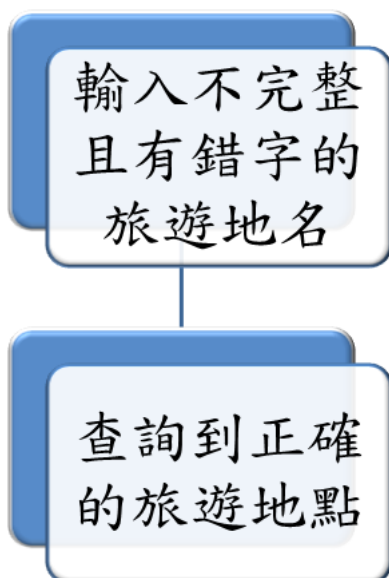 輸入不完整
且有錯字的
旅遊地名
查詢到正確
的旅遊地點